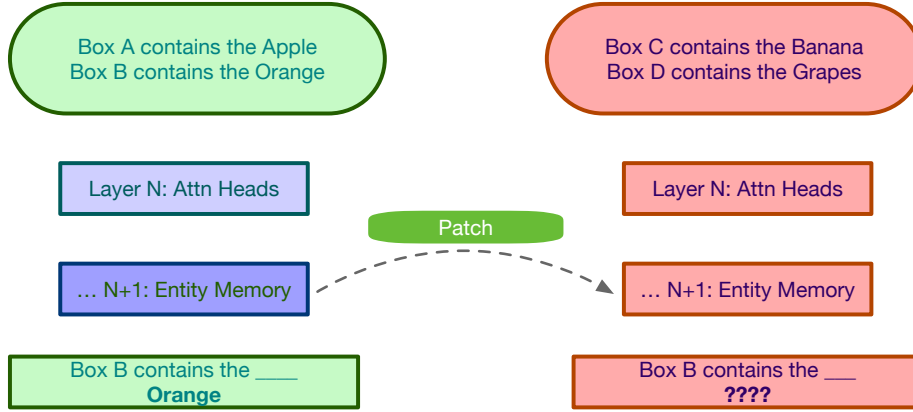 Box A contains the Apple
Box B contains the Orange
Box C contains the Banana
Box D contains the Grapes
Layer N: Attn Heads
Layer N: Attn Heads
Patch
... N+1: Entity Memory
... N+1: Entity Memory
Box B contains the ____
Orange
Box B contains the ___
????